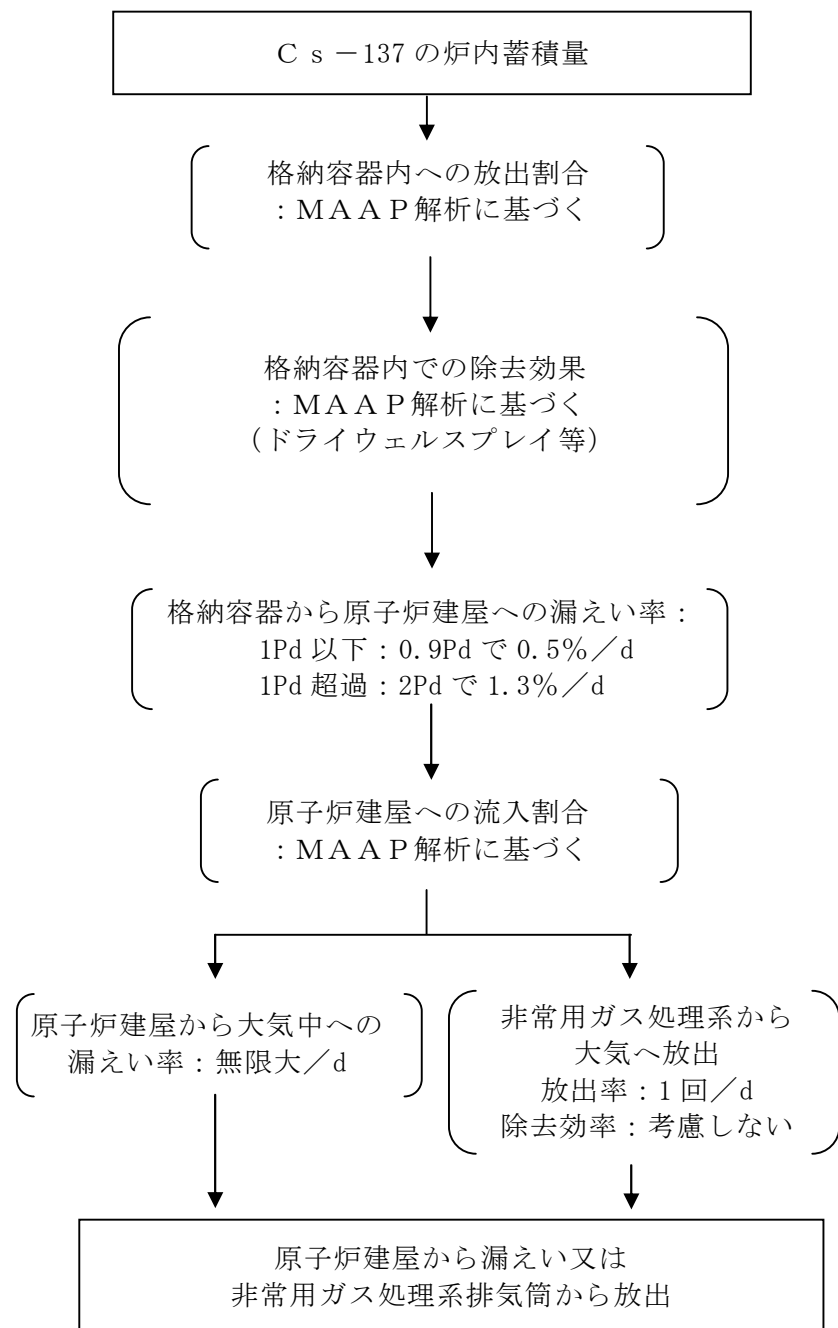 Ｃｓ－137 の炉内蓄積量
格納容器内への放出割合
：ＭＡＡＰ解析に基づく
格納容器内での除去効果
：ＭＡＡＰ解析に基づく
（ドライウェルスプレイ等）
格納容器から原子炉建屋への漏えい率：
1Pd 以下：0.9Pd で 0.5％／d
1Pd 超過：2Pd で 1.3％／d
原子炉建屋への流入割合
：ＭＡＡＰ解析に基づく
原子炉建屋から大気中への
漏えい率：無限大／d
非常用ガス処理系から
大気へ放出
放出率：1 回／d
除去効率：考慮しない
原子炉建屋から漏えい又は
非常用ガス処理系排気筒から放出